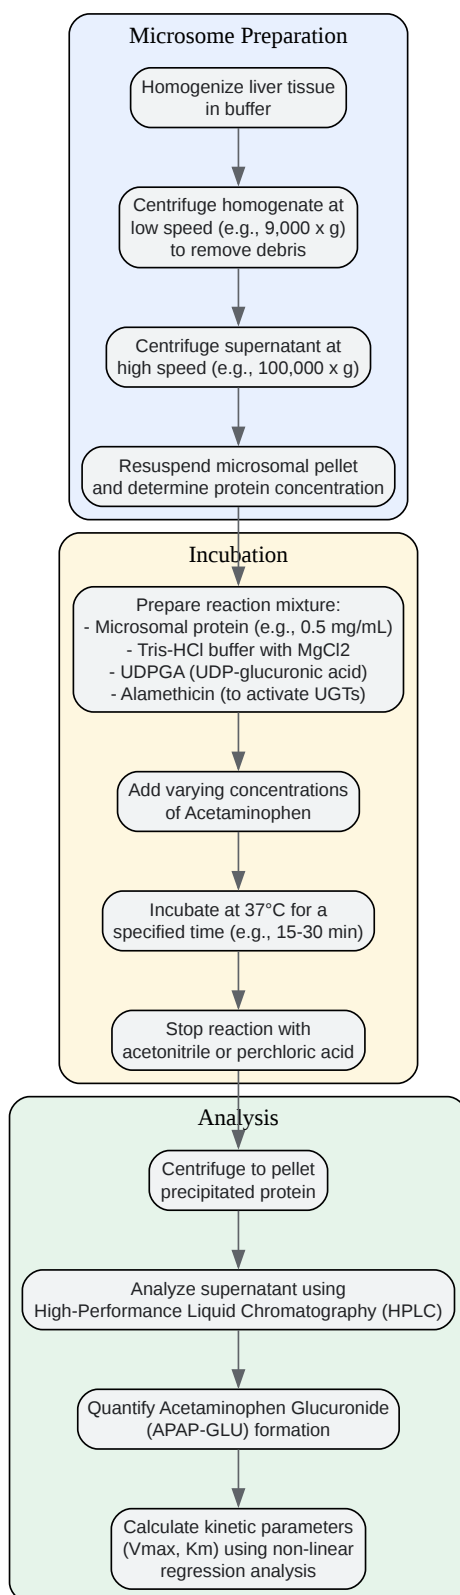 Microsome Preparation
Homogenize liver tissue
in buffer
Centrifuge homogenate at
low speed (e.g., 9,000 x g)
to remove debris
Centrifuge supernatant at
high speed (e.g., 100,000 x g)
Resuspend microsomal pellet
and determine protein concentration
Incubation
Prepare reaction mixture:
- Microsomal protein (e.g., 0.5 mg/mL)
- Tris-HCl buffer with MgCl2
- UDPGA (UDP-glucuronic acid)
- Alamethicin (to activate UGTs)
Add varying concentrations
of Acetaminophen
Incubate at 37°C for a
specified time (e.g., 15-30 min)
Stop reaction with
acetonitrile or perchloric acid
Analysis
Centrifuge to pellet
precipitated protein
Analyze supernatant using
High-Performance Liquid Chromatography (HPLC)
Quantify Acetaminophen Glucuronide
(APAP-GLU) formation
Calculate kinetic parameters
(Vmax, Km) using non-linear
regression analysis